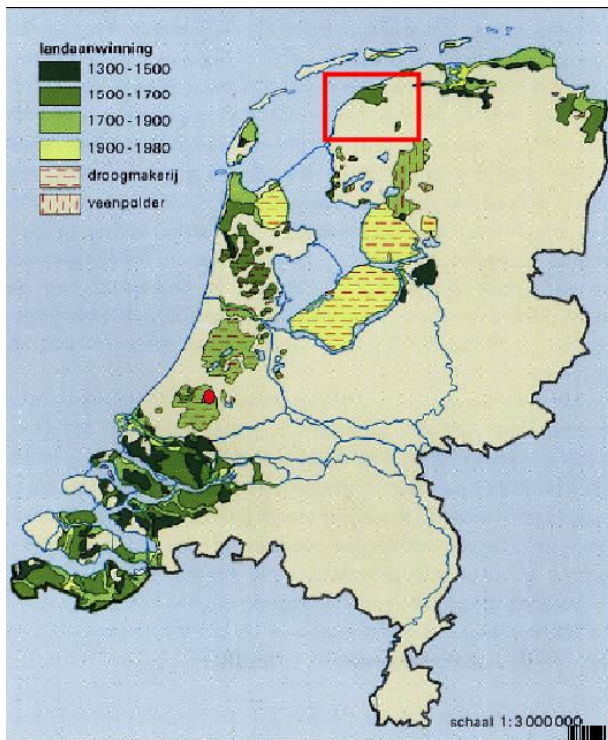 landaanwinning
1300 - 1500
1500 - 1700
1700 - 1900
1900 - 1980
droogmakerij
veenpolder
schaal 1:3 000 000